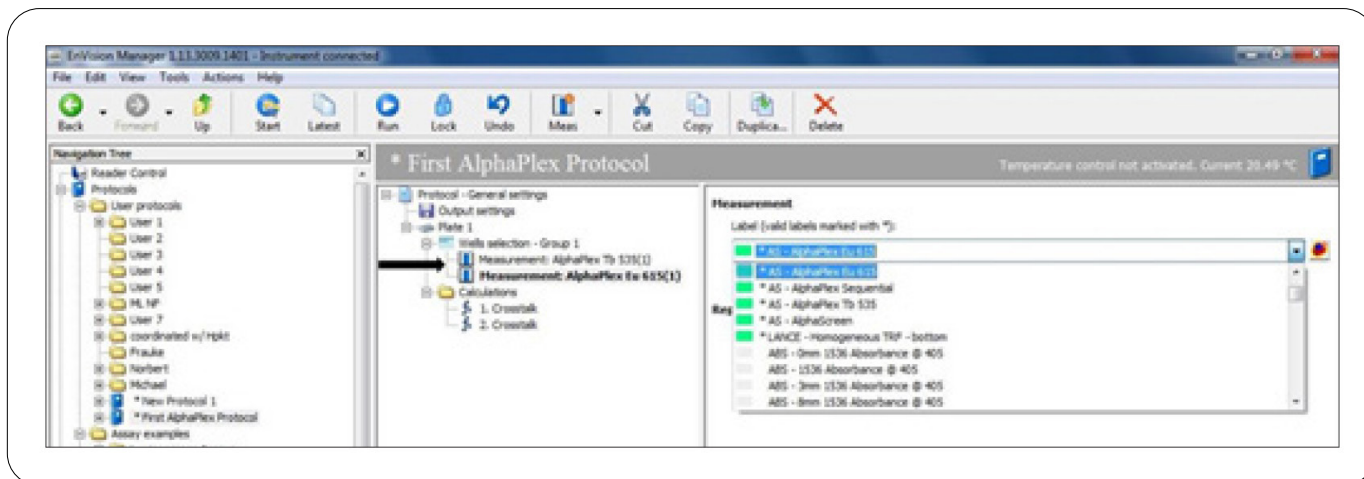 EnVision Manager 1.13.3009.1401 - Instrument connected
File Edit View Tools Actions Help
Back Forward Up Start Latest Run Lock Undo Meas Cut Copy Duplica... Delete
Navigation Tree
Reader Control
Protocols
User protocols
User 1
User 2
User 3
User 4
User 5
ML NF
User 7
coordinated w/
Frauke
Norbert
Michael
* New Protocol 1
* First AlphaPlex Protocol
Assay examples
* First AlphaPlex Protocol
Temperature control not activated. Current 20.49 °C
Protocol - General settings
Output settings
Plate 1
Wells selection - Group 1
Measurement: AlphaPlex Tb 535(1)
Measurement: AlphaPlex Eu 615(1)
Calculations
1. Crosstalk
2. Crosstalk
Measurement
Label (valid labels marked with *):
* AS - AlphaPlex Eu 615
* AS - AlphaPlex Eu 615
* AS - AlphaPlex Sequential
* AS - AlphaPlex Tb 535
* AS - AlphaScreen
* LANCE - Homogeneous TRF - bottom
ABS - 0mm 1536 Absorbance @ 405
ABS - 1536 Absorbance @ 405
ABS - 3mm 1536 Absorbance @ 405
ABS - 8mm 1536 Absorbance @ 405
Rep